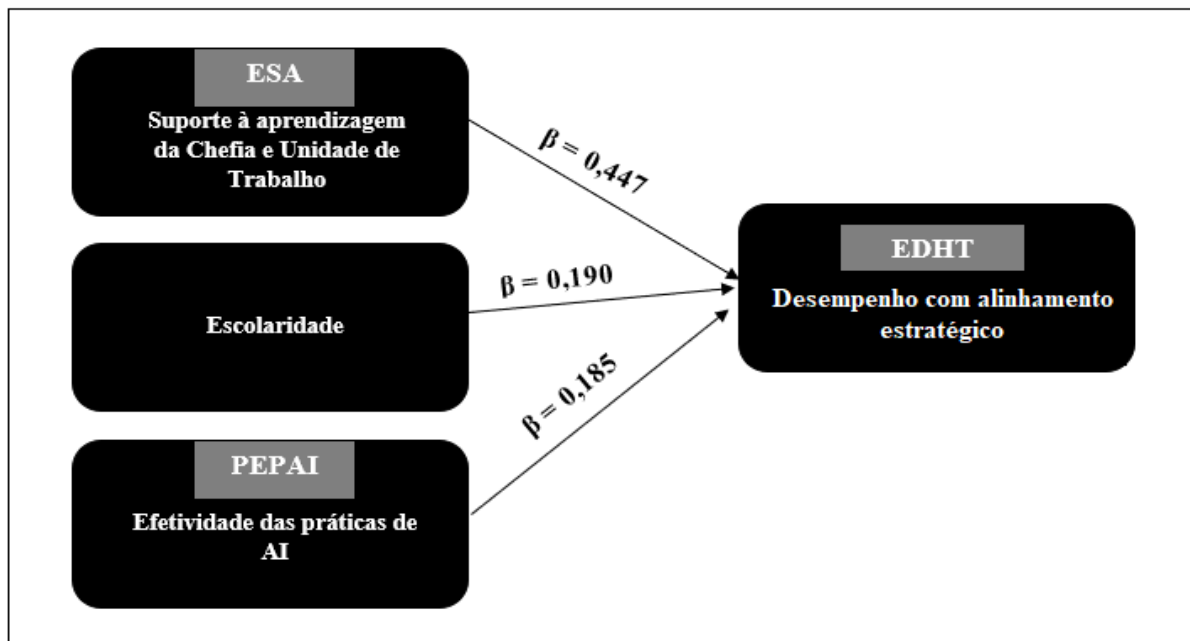 ESA
Suporte à aprendizagem
da Chefia e Unidade de
Trabalho
β = 0,447
Escolaridade
β = 0,190
EDHT
Desempenho com alinhamento
estratégico
PEPAI
Efetividade das práticas de
AI
β = 0,185